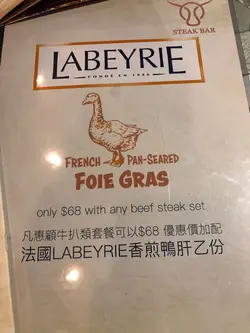 STEAK BAR
LABEYRIE
FONDÉ EN 1946
FRENCH PAN-SEARED
FOIE GRAS
only $68 with any beef steak set
凡惠顧牛扒類套餐可以$68 優惠價加配
法國LABEYRIE香煎鴨肝乙份